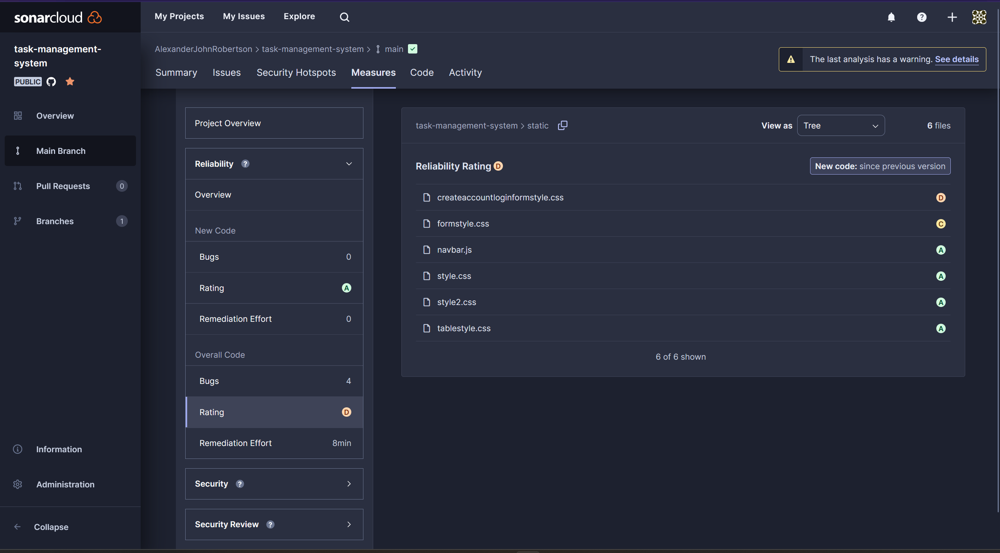 sonarcloud
My Projects My Issues Explore
task-management-
system
PUBLIC
Overview
Main Branch
Pull Requests 0
Branches 1
Information
Administration
Collapse
AlexanderJohnRobertson > task-management-system > main
The last analysis has a warning. See details
Summary Issues Security Hotspots Measures Code Activity
Project Overview
Reliability ?
Overview
New Code
Bugs 0
Rating A
Remediation Effort 0
Overall Code
Bugs 4
Rating D
Remediation Effort 8min
Security ?
Security Review ?
task-management-system > static
View as Tree 6 files
Reliability Rating D
New code: since previous version
createaccountloginformstyle.css D
formstyle.css C
navbar.js A
style.css A
style2.css A
tablestyle.css A
6 of 6 shown